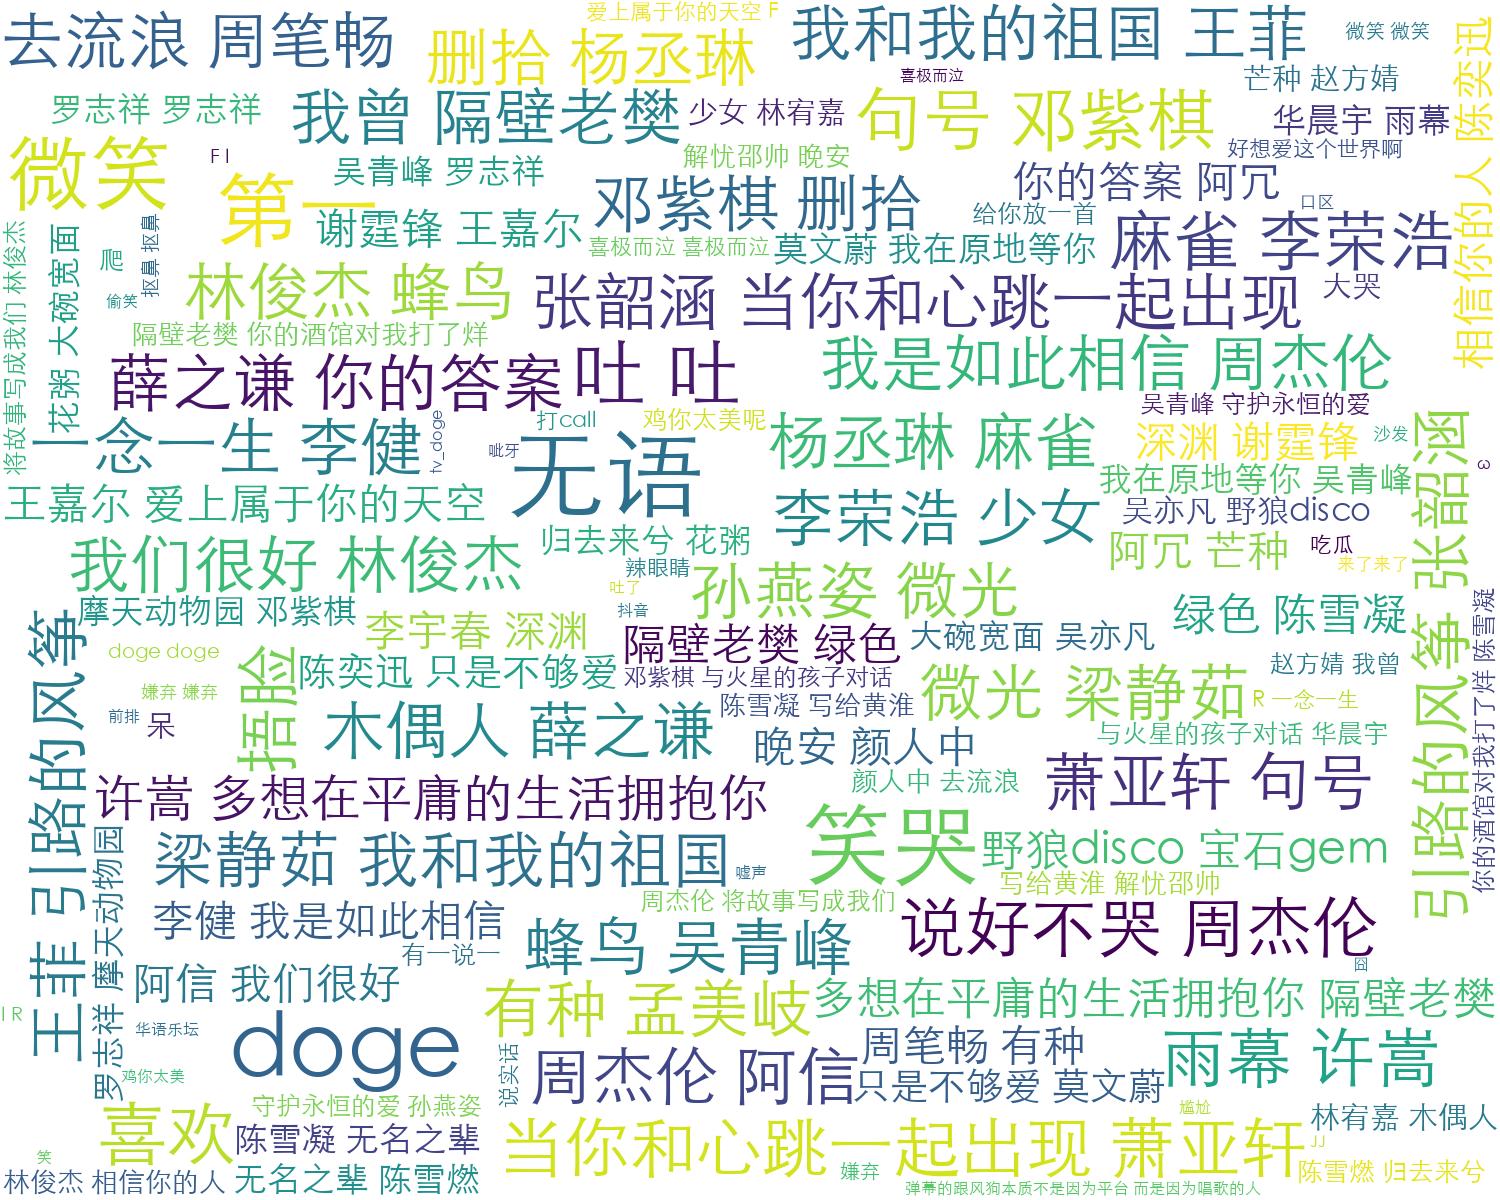 去流浪 周笔畅
爱上属于你的天空 F
删拾 杨丞琳
我和我的祖国 王菲
微笑 微笑
相信你的人 陈奕迅
喜极而泣
芒种 赵方婧
罗志祥 罗志祥
我曾 隔壁老樊
少女 林宥嘉
句号 邓紫棋
华晨宇 雨幕
微笑
F I
吴青峰 罗志祥
解忧邵帅 晚安
好想爱这个世界啊
第一
邓紫棋 删拾
你的答案 阿冗
谢霆锋 王嘉尔
给你放一首
口区
将故事写成我们 林俊杰
花粥 大碗宽面
爬
抠鼻 抠鼻
喜极而泣 喜极而泣
莫文蔚 我在原地等你
麻雀 李荣浩
偷笑
林俊杰 蜂鸟
张韶涵 当你和心跳一起出现
大哭
隔壁老樊 你的酒馆对我打了烊
薛之谦 你的答案
吐 吐
我是如此相信 周杰伦
吴青峰 守护永恒的爱
一念一生 李健
tv_doge
打call
鸡你太美呢
杨丞琳 麻雀
深渊 谢霆锋
沙发
引路的风筝 张韶涵
呲牙
无语
ω
王嘉尔 爱上属于你的天空
李荣浩 少女
我在原地等你 吴青峰
吴亦凡 野狼disco
我们很好 林俊杰
归去来兮 花粥
阿冗 芒种
吃瓜
来了来了
辣眼睛
吐了
孙燕姿 微光
抖音
摩天动物园 邓紫棋
李宇春 深渊
绿色 陈雪凝
你的酒馆对我打了烊 陈雪凝
王菲 引路的风筝
doge doge
捂脸
隔壁老樊 绿色
大碗宽面 吴亦凡
陈奕迅 只是不够爱
邓紫棋 与火星的孩子对话
赵方婧 我曾
嫌弃 嫌弃
微光 梁静茹
R 一念一生
前排
呆
木偶人 薛之谦
陈雪凝 写给黄淮
晚安 颜人中
与火星的孩子对话 华晨宇
许嵩 多想在平庸的生活拥抱你
颜人中 去流浪
萧亚轩 句号
罗志祥 摩天动物园
梁静茹 我和我的祖国
嘘声
笑哭
野狼disco 宝石gem
写给黄淮 解忧邵帅
周杰伦 将故事写成我们
李健 我是如此相信
说好不哭 周杰伦
有一说一
蜂鸟 吴青峰
囧
阿信 我们很好
有种 孟美岐
多想在平庸的生活拥抱你 隔壁老樊
I R
华语乐坛
doge
周笔畅 有种
雨幕 许嵩
说实话
周杰伦 阿信
只是不够爱 莫文蔚
鸡你太美
喜欢
守护永恒的爱 孙燕姿
尴尬
林宥嘉 木偶人
陈雪凝 无名之辈
当你和心跳一起出现 萧亚轩
JJ
笑
林俊杰 相信你的人
无名之辈 陈雪燃
嫌弃
陈雪燃 归去来兮
弹幕的跟风狗本质不是因为平台 而是因为唱歌的人